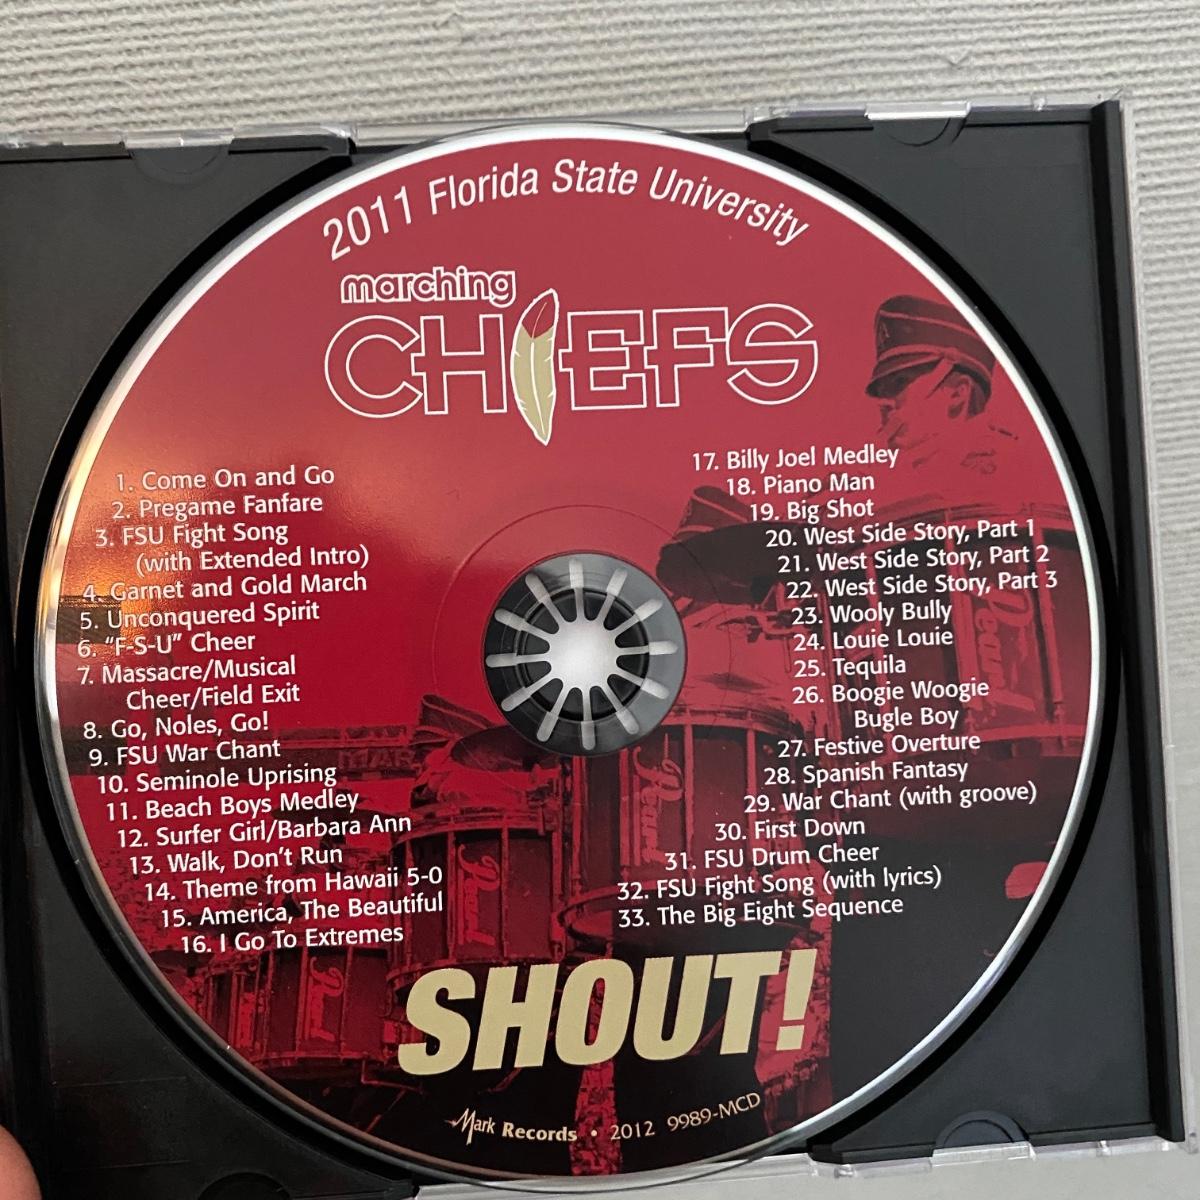 2011 Florida State University
marching
CHIEFS
1. Come On and Go
2. Pregame Fanfare
3. FSU Fight Song
(with Extended Intro)
4. Garnet and Gold March
5. Unconquered Spirit
6. "F-S-U" Cheer
7. Massacre/Musical
Cheer/Field Exit
8. Go, Noles, Go!
9. FSU War Chant
10. Seminole Uprising
11. Beach Boys Medley
12. Surfer Girl/Barbara Ann
13. Walk, Don't Run
14. Theme from Hawaii 5-0
15. America, The Beautiful
16. I Go To Extremes
17. Billy Joel Medley
18. Piano Man
19. Big Shot
20. West Side Story, Part 1
21. West Side Story, Part 2
22. West Side Story, Part 3
23. Wooly Bully
24. Louie Louie
25. Tequila
26. Boogie Woogie
Bugle Boy
27. Festive Overture
28. Spanish Fantasy
29. War Chant (with groove)
30. First Down
31. FSU Drum Cheer
32. FSU Fight Song (with lyrics)
33. The Big Eight Sequence
SHOUT!
Mark Records • 2012 9989-MCD
Pearl
Pearl
Pearl
Pearl